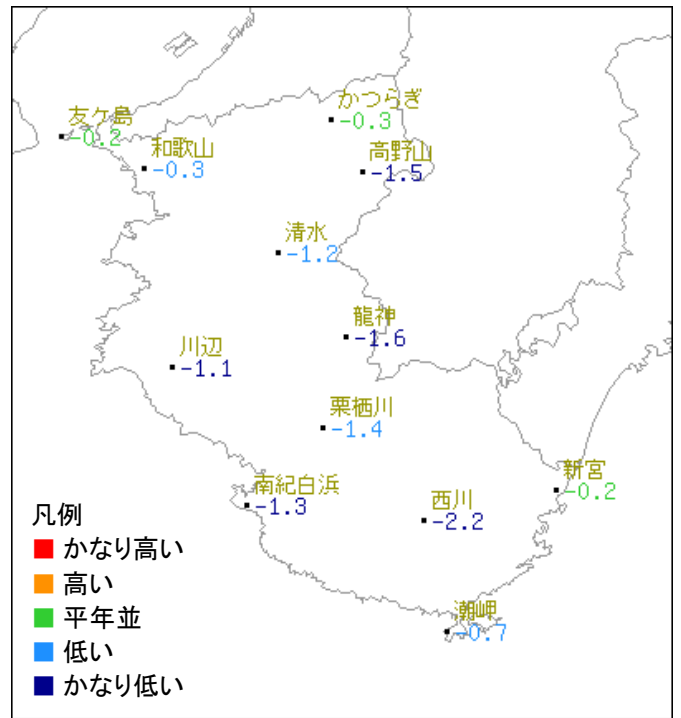 かつらぎ
-0.3
友ケ島
-0.2
和歌山
-0.3
高野山
-1.5
清水
-1.2
龍神
-1.6
川辺
-1.1
栗栖川
-1.4
南紀白浜
-1.3
西川
-2.2
新宮
-0.2
潮岬
-0.7
凡例
かなり高い
高い
平年並
低い
かなり低い